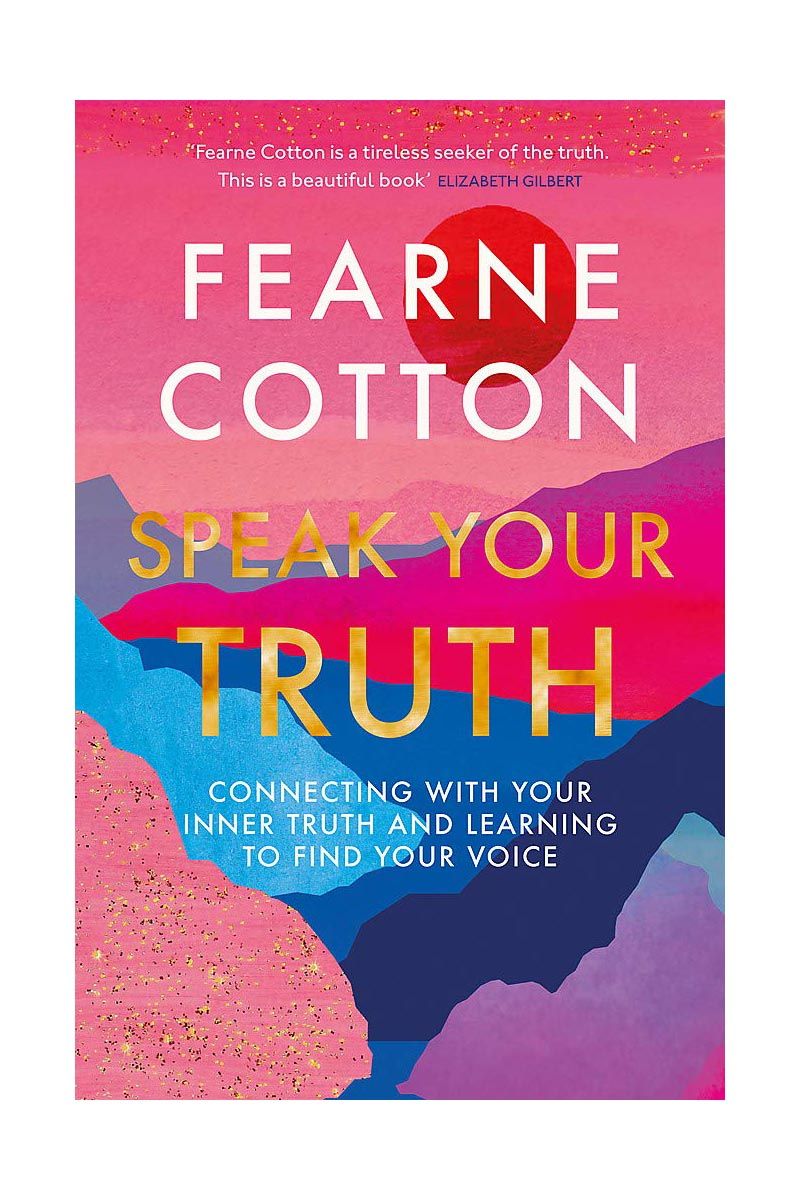 ‘Fearne Cotton is a tireless seeker of the truth.
This is a beautiful book’ ELIZABETH GILBERT
FEARNE
COTTON
SPEAK YOUR
TRUTH
CONNECTING WITH YOUR
INNER TRUTH AND LEARNING
TO FIND YOUR VOICE